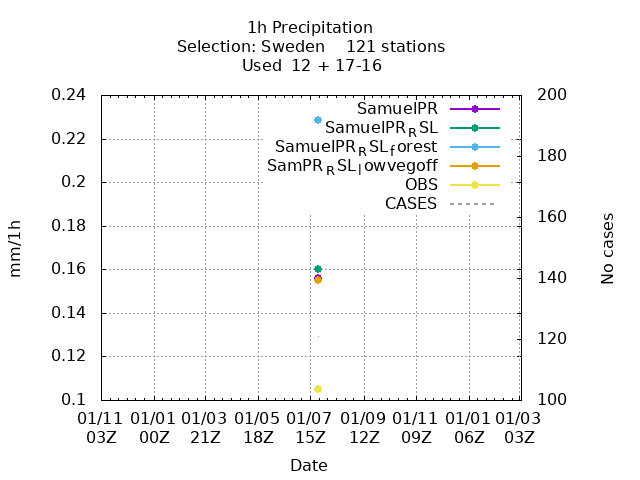 1h Precipitation
Selection: Sweden 121 stations
Used 12 + 17-16
0.24
0.22
0.2
0.18
0.16
0.14
0.12
0.1
mm/1h
200
180
160
140
120
100
No cases
SamuelPR
SamuelPR_RSL
SamuelPR_RSL_forest
SamPR_RSL_lowvegoff
OBS
CASES
01/11 01/01 01/03 01/05 01/07 01/09 01/11 01/01 01/03
03Z 00Z 21Z 18Z 15Z 12Z 09Z 06Z 03Z
Date